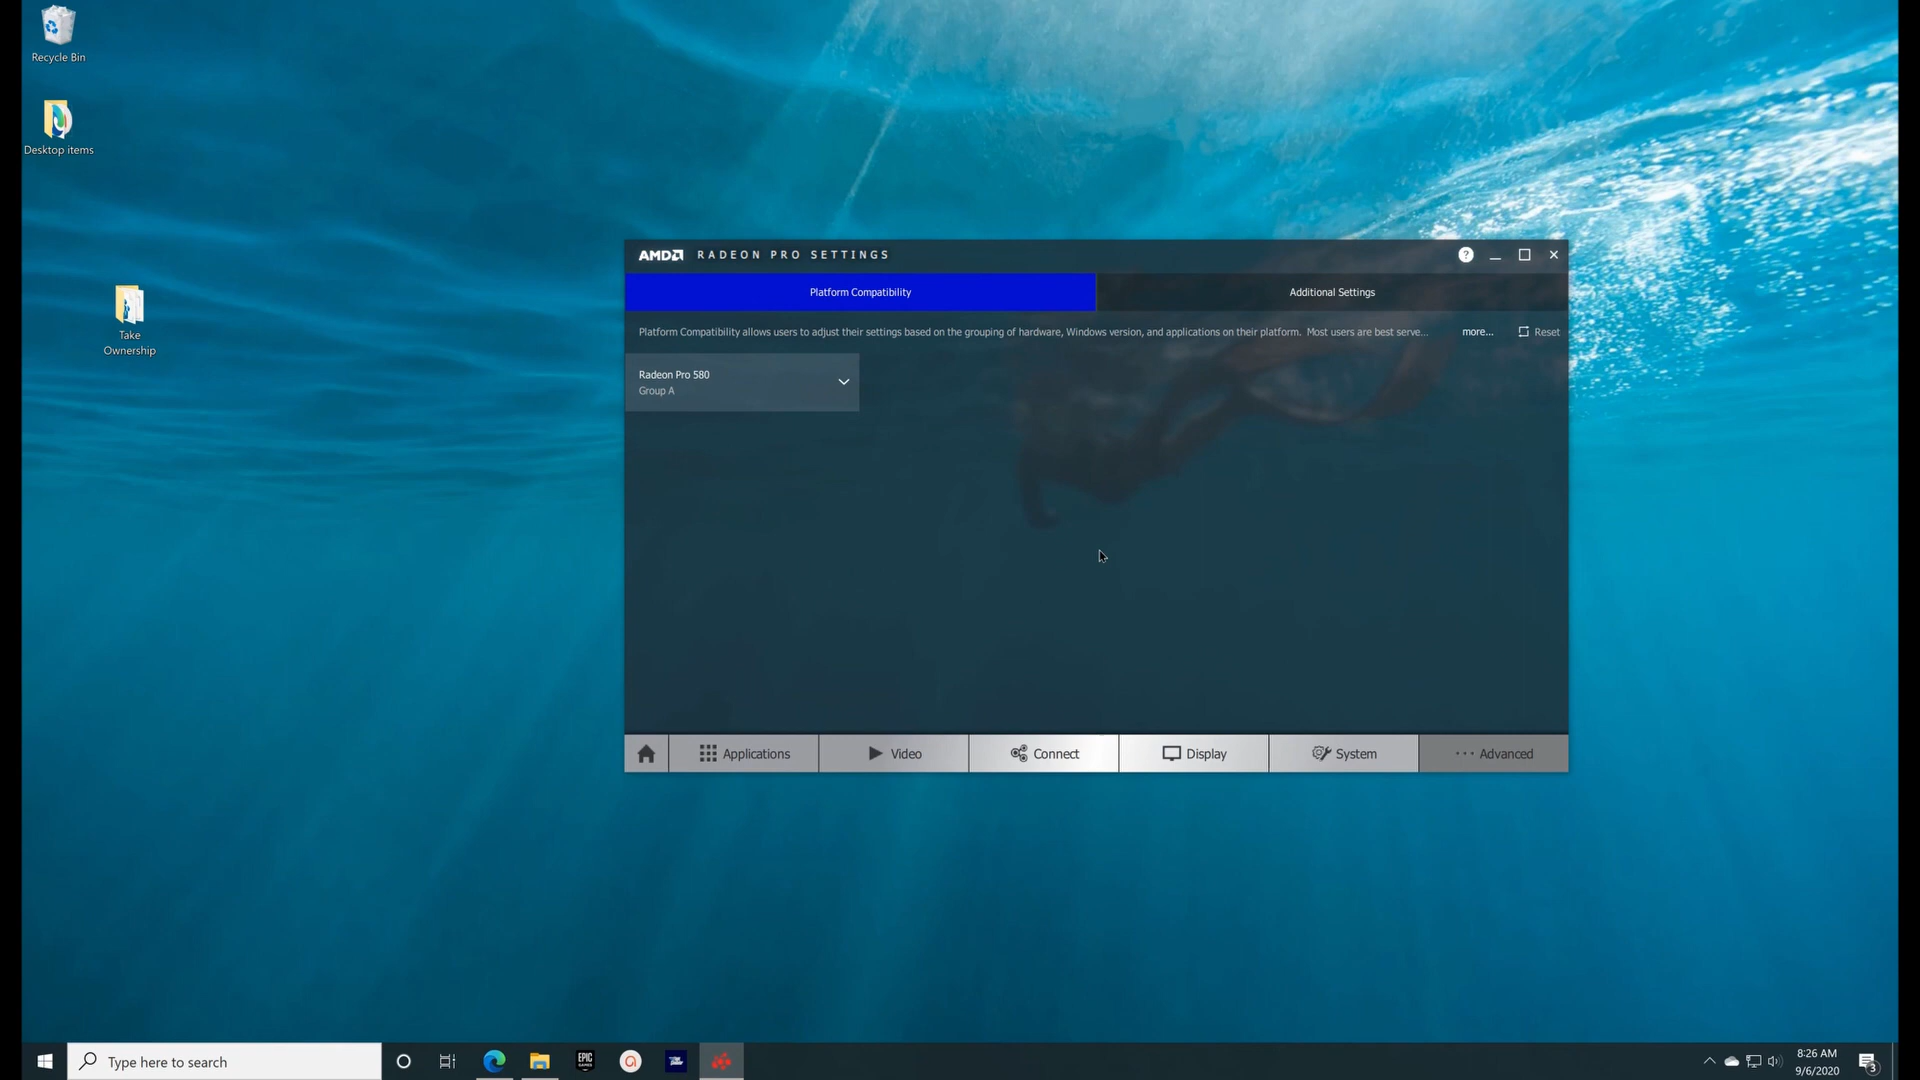 Recycle Bin
Desktop items
Take
Ownership
AMD RADEON PRO SETTINGS
?
Platform Compatibility
Additional Settings
Platform Compatibility allows users to adjust their settings based on the grouping of hardware, Windows version, and applications on their platform. Most users are best serve...
more...
Reset
Radeon Pro 580
Group A
Applications
Video
Connect
Display
System
Advanced
Type here to search
EPIC
GAMES
8:26 AM
9/6/2020
3